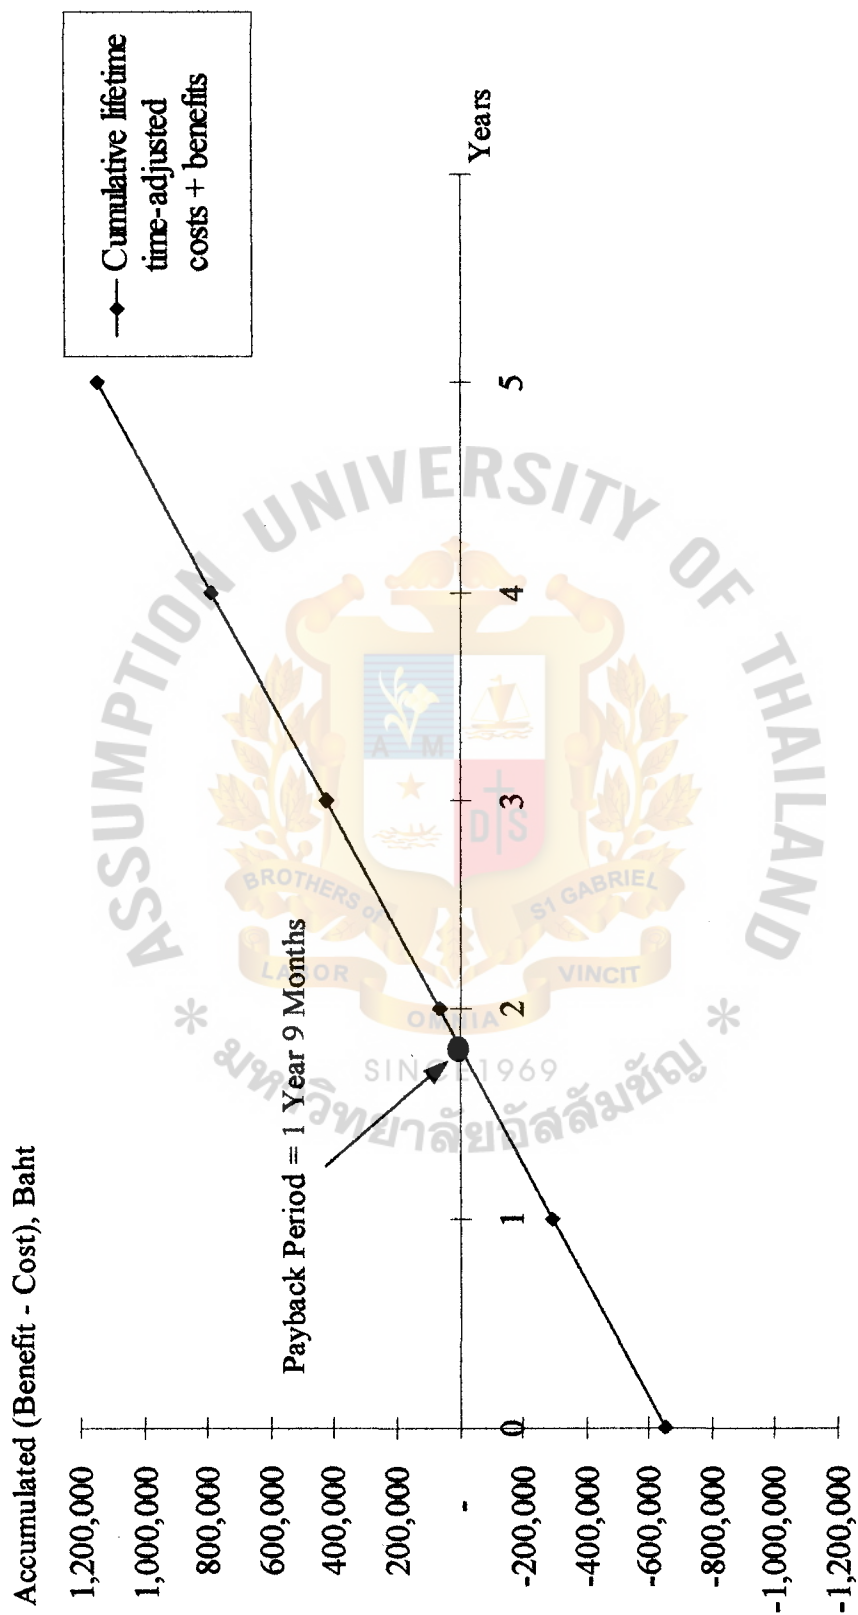 Accumulated (Benefit - Cost), Baht
1,200,000
1,000,000
800,000
600,000
400,000
200,000
-
-200,000
-400,000
-600,000
-800,000
-1,000,000
-1,200,000
0
1
2
3
4
5
Years
Payback Period = 1 Year 9 Months
Cumulative lifetime
time-adjusted
costs + benefits
ASSUMPTION UNIVERSITY OF THAILAND
A M
D S
BROTHERS of
ST GABRIEL
LABOR
OMNIA
VINCIT
SINCE 1969
* มหาวิทยาลัยอัสสัมชัญ *